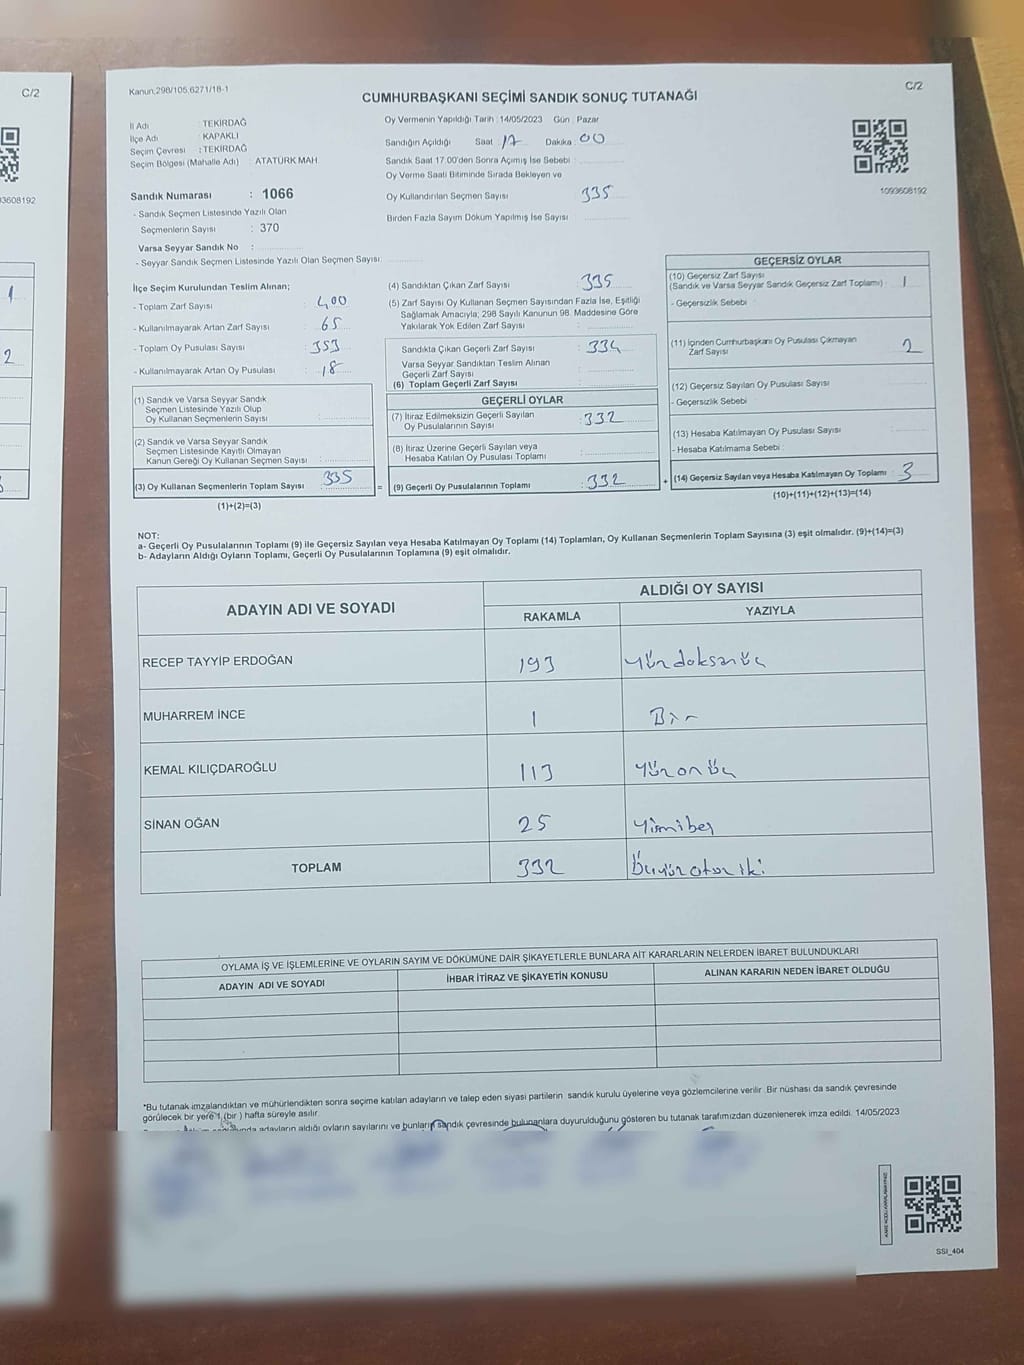 C/2
93608192
1
2
3
Kanun;298/105,6271/18-1
C/2
CUMHURBAŞKANI SEÇİMİ SANDIK SONUÇ TUTANAĞI
İl Adı : TEKİRDAĞ
İlçe Adı : KAPAKLI
Seçim Çevresi : TEKİRDAĞ
Seçim Bölgesi (Mahalle Adı) : ATATÜRK MAH.
Oy Vermenin Yapıldığı Tarih : 14/05/2023 Gün : Pazar
Sandığın Açıldığı Saat : 17 Dakika : 00
Sandık Saat 17.00'den Sonra Açımış İse Sebebi :
Oy Verme Saati Bitiminde Sırada Bekleyen ve
Oy Kullandırılan Seçmen Sayısı : 335
Birden Fazla Sayım Döküm Yapılmış İse Sayısı
1093608192
Sandık Numarası : 1066
- Sandık Seçmen Listesinde Yazılı Olan
Seçmenlerin Sayısı : 370
Varsa Seyyar Sandık No :
- Seyyar Sandık Seçmen Listesinde Yazılı Olan Seçmen Sayısı:
İlçe Seçim Kurulundan Teslim Alınan;
- Toplam Zarf Sayısı : 400
- Kullanılmayarak Artan Zarf Sayısı : 65
- Toplam Oy Pusulası Sayısı : 353
- Kullanılmayarak Artan Oy Pusulası : 18
(1) Sandık ve Varsa Seyyar Sandık
Seçmen Listesinde Yazılı Olup
Oy Kullanan Seçmenlerin Sayısı :
(2) Sandık ve Varsa Seyyar Sandık
Seçmen Listesinde Kayıtlı Olmayan
Kanun Gereği Oy Kullanan Seçmen Sayısı :
(3) Oy Kullanan Seçmenlerin Toplam Sayısı : 335
(1)+(2)=(3)
(4) Sandıktan Çıkan Zarf Sayısı : 335
(5) Zarf Sayısı Oy Kullanan Seçmen Sayısından Fazla İse, Eşitliği
Sağlamak Amacıyla; 298 Sayılı Kanunun 98. Maddesine Göre
Yakılarak Yok Edilen Zarf Sayısı :
Sandıkta Çıkan Geçerli Zarf Sayısı : 334
Varsa Seyyar Sandıktan Teslim Alınan
Geçerli Zarf Sayısı :
(6) Toplam Geçerli Zarf Sayısı :
GEÇERLİ OYLAR
(7) İtiraz Edilmeksizin Geçerli Sayılan
Oy Pusulalarının Sayısı : 332
(8) İtiraz Üzerine Geçerli Sayılan veya
Hesaba Katılan Oy Pusulası Toplamı :
= (9) Geçerli Oy Pusulalarının Toplamı : 332
GEÇERSİZ OYLAR
(10) Geçersiz Zarf Sayısı
(Sandık ve Varsa Seyyar Sandık Geçersiz Zarf Toplamı) : 1
- Geçersizlik Sebebi :
(11) İçinden Cumhurbaşkanı Oy Pusulası Çıkmayan
Zarf Sayısı : 2
(12) Geçersiz Sayılan Oy Pusulası Sayısı :
- Geçersizlik Sebebi :
(13) Hesaba Katılmayan Oy Pusulası Sayısı :
- Hesaba Katılmama Sebebi :
+ (14) Geçersiz Sayılan veya Hesaba Katılmayan Oy Toplamı : 3
(10)+(11)+(12)+(13)=(14)
NOT:
a- Geçerli Oy Pusulalarının Toplamı (9) ile Geçersiz Sayılan veya Hesaba Katılmayan Oy Toplamı (14) Toplamları, Oy Kullanan Seçmenlerin Toplam Sayısına (3) eşit olmalıdır. (9)+(14)=(3)
b- Adayların Aldığı Oyların Toplamı, Geçerli Oy Pusulalarının Toplamına (9) eşit olmalıdır.
ADAYIN ADI VE SOYADI
ALDIĞI OY SAYISI
RAKAMLA YAZIYLA
RECEP TAYYİP ERDOĞAN 193 Yüzdoksanüç
MUHARREM İNCE 1 Bir
KEMAL KILIÇDAROĞLU 113 Yüzonüç
SİNAN OĞAN 25 Yirmibeş
TOPLAM 332
OYLAMA İŞ VE İŞLEMLERİNE VE OYLARIN SAYIM VE DÖKÜMÜNE DAİR ŞİKAYETLERLE BUNLARA AİT KARARLARIN NELERDEN İBARET BULUNDUKLARI
ADAYIN ADI VE SOYADI İHBAR İTİRAZ VE ŞİKAYETİN KONUSU ALINAN KARARIN NEDEN İBARET OLDUĞU
*Bu tutanak imzalandıktan ve mühürlendikten sonra seçime katılan adayların ve talep eden siyasi partilerin sandık kurulu üyelerine veya gözlemcilerine verilir. Bir nüshası da sandık çevresinde
görülecek bir yere 1 (bir) hafta süreyle asılır.
adayların aldığı oyların sayılarını ve bunların sandık çevresinde bulunanlara duyurulduğunu gösteren bu tutanak tarafımızdan düzenlenerek imza edildi. 14/05/2023
SSİ_404